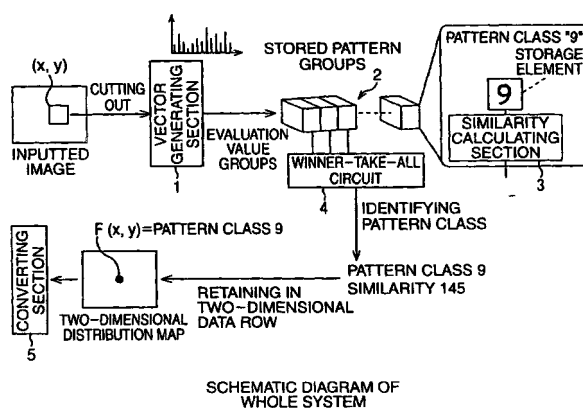 (x, y)
CUTTING
OUT
INPUTTED
IMAGE
VECTOR
GENERATING
SECTION
1
EVALUATION
VALUE
GROUPS
STORED PATTERN
GROUPS
2
PATTERN CLASS "9"
STORAGE
ELEMENT
9
SIMILARITY
CALCULATING
SECTION
3
WINNER-TAKE-ALL
CIRCUIT
4
IDENTIFYING
PATTERN CLASS
PATTERN CLASS 9
SIMILARITY 145
RETAINING IN
TWO-DIMENSIONAL
DATA ROW
F (x, y)=PATTERN CLASS 9
TWO-DIMENSIONAL
DISTRIBUTION MAP
CONVERTING
SECTION
5
SCHEMATIC DIAGRAM OF
WHOLE SYSTEM